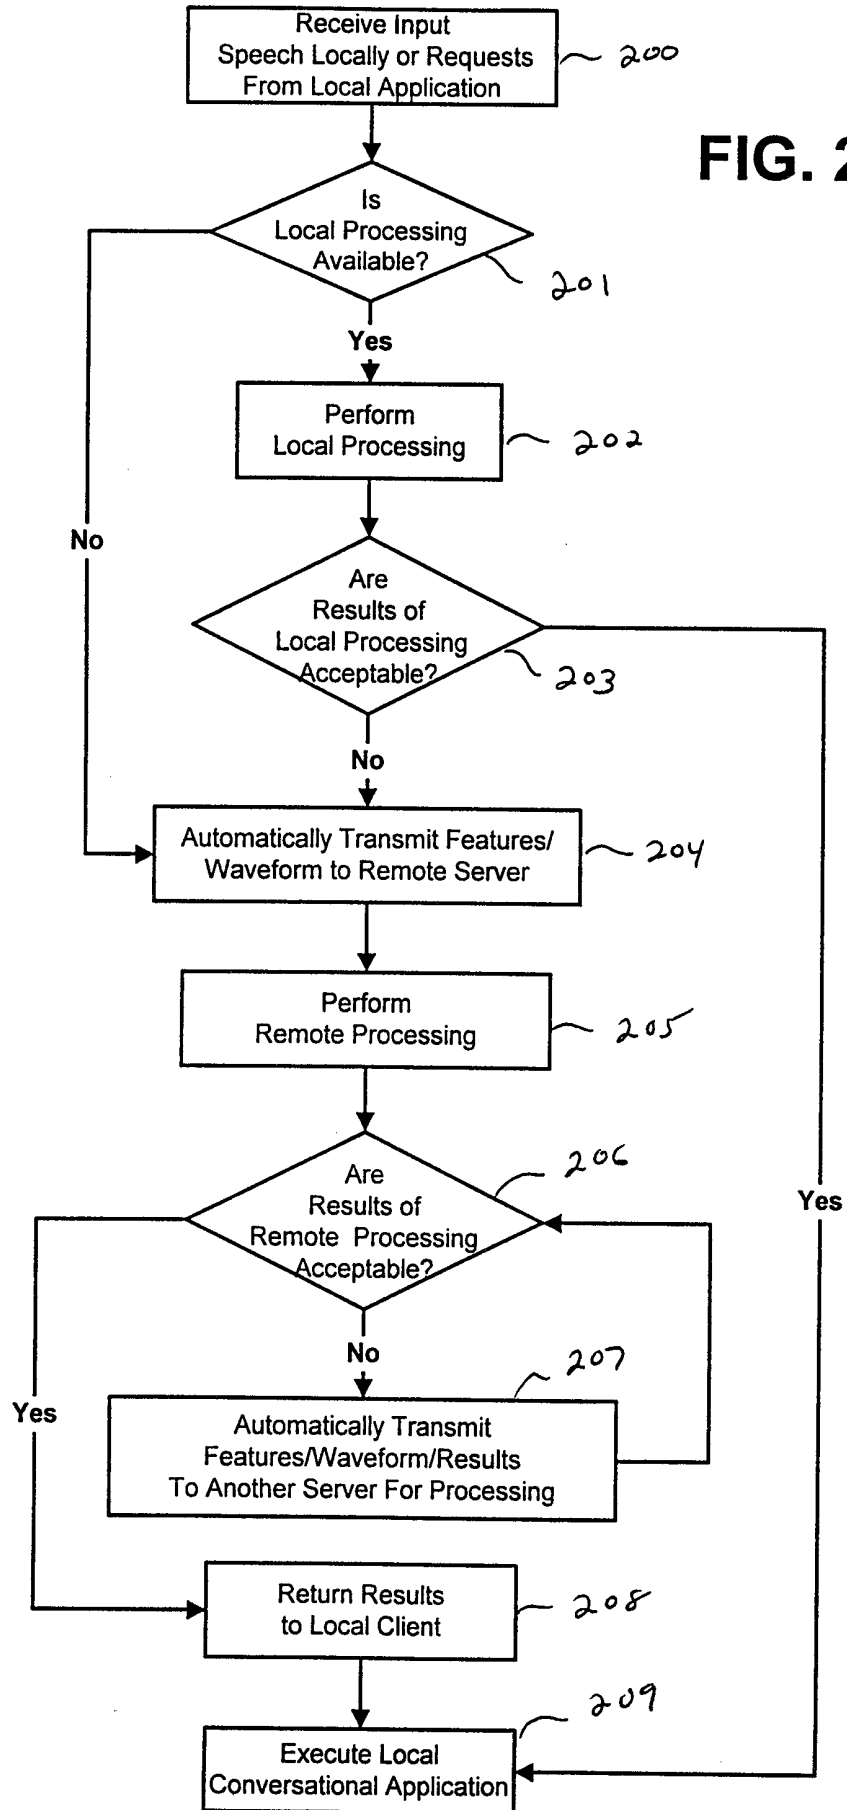 Receive Input
Speech Locally or Requests
From Local Application
200
FIG. 2
Is
Local Processing
Available?
201
Yes
Perform
Local Processing
202
No
Are
Results of
Local Processing
Acceptable?
203
No
Automatically Transmit Features/
Waveform to Remote Server
204
Perform
Remote Processing
205
Are
Results of
Remote Processing
Acceptable?
206
Yes
No
207
Yes
Automatically Transmit
Features/Waveform/Results
To Another Server For Processing
Return Results
to Local Client
208
209
Execute Local
Conversational Application